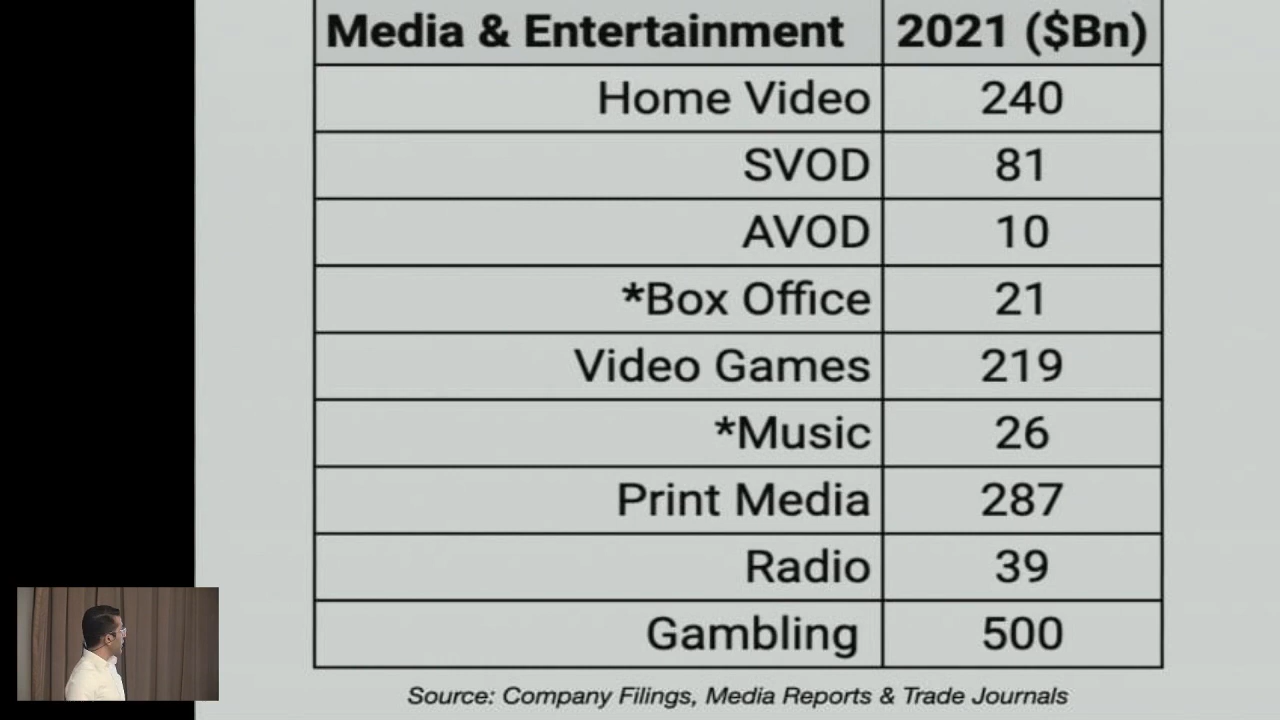 Media & Entertainment 2021 ($Bn)
Home Video 240
SVOD 81
AVOD 10
*Box Office 21
Video Games 219
*Music 26
Print Media 287
Radio 39
Gambling 500
Source: Company Filings, Media Reports & Trade Journals